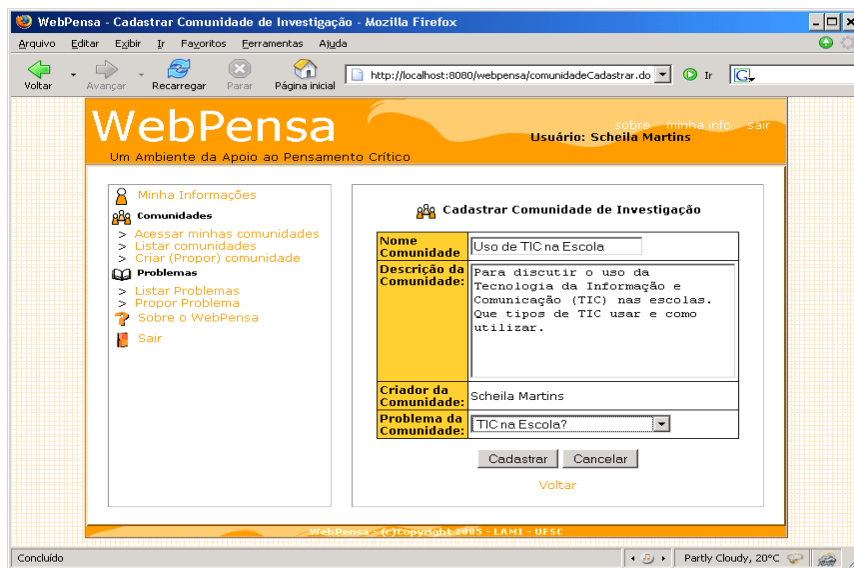 WebPensa - Cadastrar Comunidade de Investigação - Mozilla Firefox
Arquivo Editar Exibir Ir Favoritos Ferramentas Ajuda
Voltar Avançar Recarregar Parar Página inicial http://localhost:8080/webpensa/comunidadeCadastrar.do Ir G
WebPensa
sobre minha info sair
Usuário: Scheila Martins
Um Ambiente da Apoio ao Pensamento Crítico
Minha Informações
Comunidades
> Acessar minhas comunidades
> Listar comunidades
> Criar (Propor) comunidade
Problemas
> Listar Problemas
> Propor Problema
Sobre o WebPensa
Sair
Cadastrar Comunidade de Investigação
Nome
Comunidade
Uso de TIC na Escola
Descrição da
Comunidade:
Para discutir o uso da
Tecnologia da Informação e
Comunicação (TIC) nas escolas.
Que tipos de TIC usar e como
utilizar.
Criador da
Comunidade:
Scheila Martins
Problema da
Comunidade:
TIC na Escola?
Cadastrar Cancelar
Voltar
WebPensa - (c)Copyright 2005 - LAMI - UFSC
Concluído
Partly Cloudy, 20°C